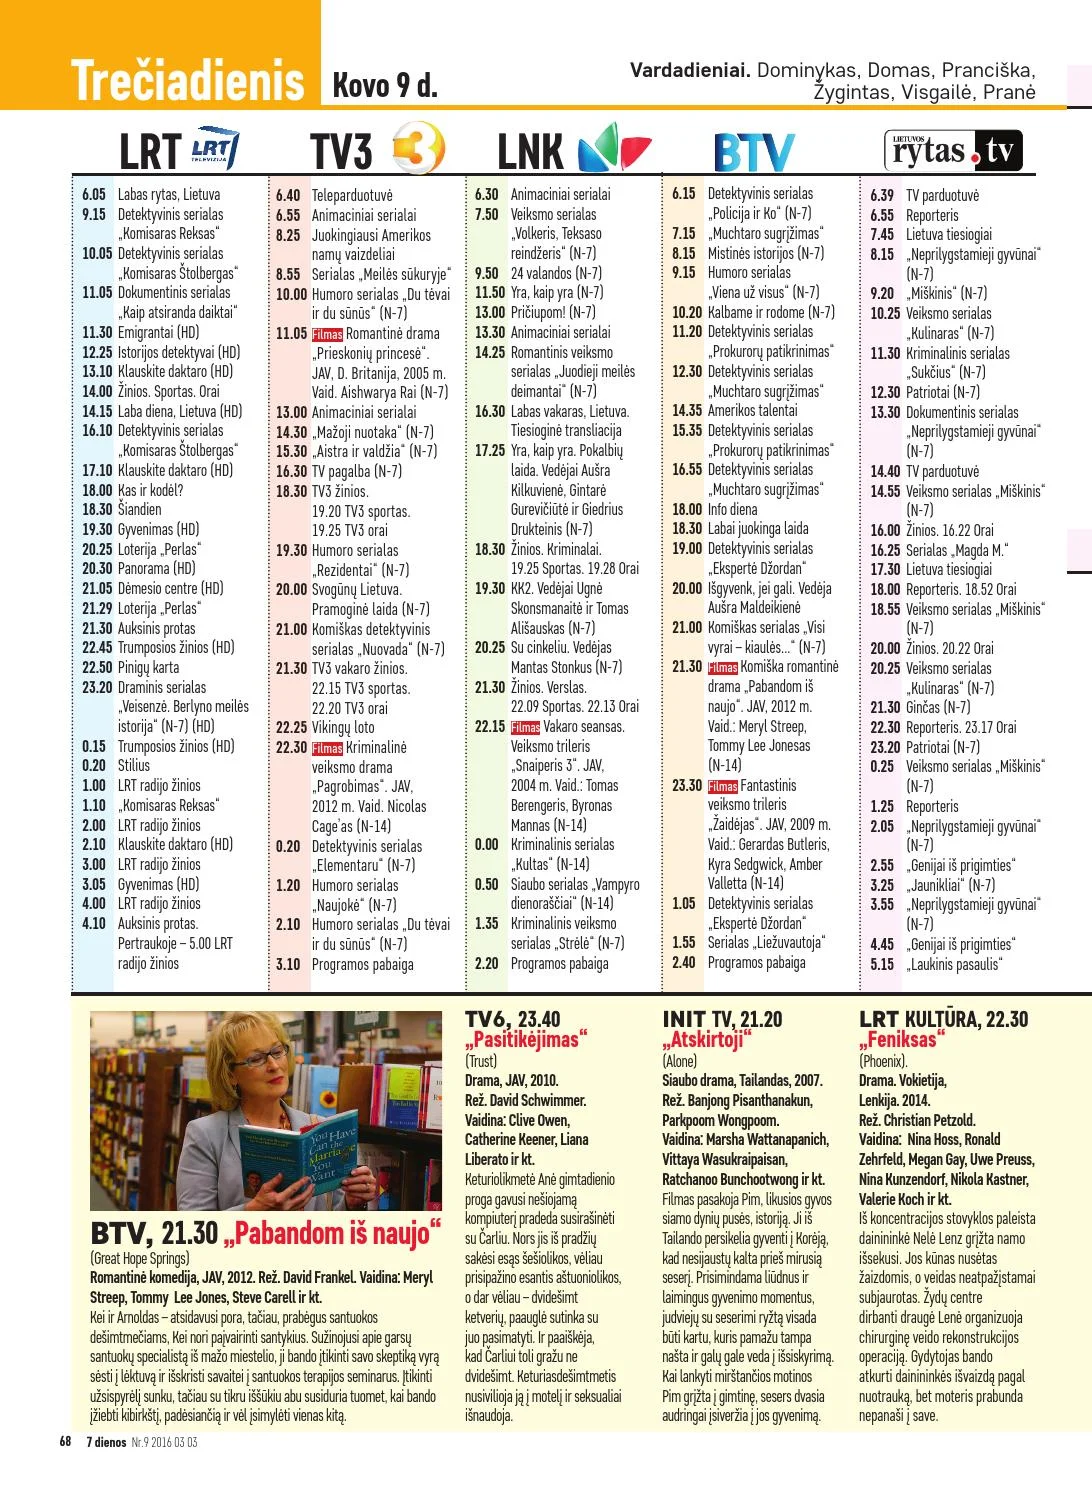 Trečiadienis
Kovo 9 d.
Vardadieniai. Dominykas, Domas, Pranciška,
Žygintas, Visgailė, Pranė
LRT
LRT
TELEVIZIJA
6.05 Labas rytas, Lietuva
9.15 Detektyvinis serialas
„Komisaras Reksas“
10.05 Detektyvinis serialas
„Komisaras Štolbergas“
11.05 Dokumentinis serialas
„Kaip atsiranda daiktai“
11.30 Emigrantai (HD)
12.25 Istorijos detektyvai (HD)
13.10 Klauskite daktaro (HD)
14.00 Žinios. Sportas. Orai
14.15 Laba diena, Lietuva (HD)
16.10 Detektyvinis serialas
„Komisaras Štolbergas“
17.10 Klauskite daktaro (HD)
18.00 Kas ir kodėl?
18.30 Šiandien
19.30 Gyvenimas (HD)
20.25 Loterija „Perlas“
20.30 Panorama (HD)
21.05 Dėmesio centre (HD)
21.29 Loterija „Perlas“
21.30 Auksinis protas
22.45 Trumposios žinios (HD)
22.50 Pinigų karta
23.20 Draminis serialas
„Veisenzė. Berlyno meilės
istorija“ (N-7) (HD)
0.15 Trumposios žinios (HD)
0.20 Stilius
1.00 LRT radijo žinios
1.10 „Komisaras Reksas“
2.00 LRT radijo žinios
2.10 Klauskite daktaro (HD)
3.00 LRT radijo žinios
3.05 Gyvenimas (HD)
4.00 LRT radijo žinios
4.10 Auksinis protas.
Pertraukoje – 5.00 LRT
radijo žinios
TV3
3
6.40 Teleparduotuvė
6.55 Animaciniai serialai
8.25 Juokingiausi Amerikos
namų vaizdeliai
8.55 Serialas „Meilės sūkuryje“
10.00 Humoro serialas „Du tėvai
ir du sūnūs“ (N-7)
11.05 Filmas Romantinė drama
„Prieskonių princesė“.
JAV, D. Britanija, 2005 m.
Vaid. Aishwarya Rai (N-7)
13.00 Animaciniai serialai
14.30 „Mažoji nuotaka“ (N-7)
15.30 „Aistra ir valdžia“ (N-7)
16.30 TV pagalba (N-7)
18.30 TV3 žinios.
19.20 TV3 sportas.
19.25 TV3 orai
19.30 Humoro serialas
„Rezidentai“ (N-7)
20.00 Svogūnų Lietuva.
Pramoginė laida (N-7)
21.00 Komiškas detektyvinis
serialas „Nuovada“ (N-7)
21.30 TV3 vakaro žinios.
22.15 TV3 sportas.
22.20 TV3 orai
22.25 Vikingų loto
22.30 Filmas Kriminalinė
veiksmo drama
„Pagrobimas“. JAV,
2012 m. Vaid. Nicolas
Cage’as (N-14)
0.20 Detektyvinis serialas
„Elementaru“ (N-7)
1.20 Humoro serialas
„Naujokė“ (N-7)
2.10 Humoro serialas „Du tėvai
ir du sūnūs“ (N-7)
3.10 Programos pabaiga
LNK
6.30 Animaciniai serialai
7.50 Veiksmo serialas
„Volkeris, Teksaso
reindžeris“ (N-7)
9.50 24 valandos (N-7)
11.50 Yra, kaip yra (N-7)
13.00 Pričiupom! (N-7)
13.30 Animaciniai serialai
14.25 Romantinis veiksmo
serialas „Juodieji meilės
deimantai“ (N-7)
16.30 Labas vakaras, Lietuva.
Tiesioginė transliacija
17.25 Yra, kaip yra. Pokalbių
laida. Vedėjai Aušra
Kilkuvienė, Gintarė
Gurevičiūtė ir Giedrius
Drukteinis (N-7)
18.30 Žinios. Kriminalai.
19.25 Sportas. 19.28 Orai
19.30 KK2. Vedėjai Ugnė
Skonsmanaitė ir Tomas
Ališauskas (N-7)
20.25 Su cinkeliu. Vedėjas
Mantas Stonkus (N-7)
21.30 Žinios. Verslas.
22.09 Sportas. 22.13 Orai
22.15 Filmas Vakaro seansas.
Veiksmo trileris
„Snaiperis 3“. JAV,
2004 m. Vaid.: Tomas
Berengeris, Byronas
Mannas (N-14)
0.00 Kriminalinis serialas
„Kultas“ (N-14)
0.50 Siaubo serialas „Vampyro
dienoraščiai“ (N-14)
1.35 Kriminalinis veiksmo
serialas „Strėlė“ (N-7)
2.20 Programos pabaiga
BTV
6.15 Detektyvinis serialas
„Policija ir Ko“ (N-7)
7.15 „Muchtaro sugrįžimas“
8.15 Mistinės istorijos (N-7)
9.15 Humoro serialas
„Viena už visus“ (N-7)
10.20 Kalbame ir rodome (N-7)
11.20 Detektyvinis serialas
„Prokurorų patikrinimas“
12.30 Detektyvinis serialas
„Muchtaro sugrįžimas“
14.35 Amerikos talentai
15.35 Detektyvinis serialas
„Prokurorų patikrinimas“
16.55 Detektyvinis serialas
„Muchtaro sugrįžimas“
18.00 Info diena
18.30 Labai juokinga laida
19.00 Detektyvinis serialas
„Ekspertė Džordan“
20.00 Išgyvenk, jei gali. Vedėja
Aušra Maldeikienė
21.00 Komiškas serialas „Visi
vyrai – kiaulės...“ (N-7)
21.30 Filmas Komiška romantinė
drama „Pabandom iš
naujo“. JAV, 2012 m.
Vaid.: Meryl Streep,
Tommy Lee Jonesas
(N-14)
23.30 Filmas Fantastinis
veiksmo trileris
„Žaidėjas“. JAV, 2009 m.
Vaid.: Gerardas Butleris,
Kyra Sedgwick, Amber
Valletta (N-14)
1.05 Detektyvinis serialas
„Ekspertė Džordan“
1.55 Serialas „Liežuvautoja“
2.40 Programos pabaiga
LIETUVOS
rytas.tv
6.39 TV parduotuvė
6.55 Reporteris
7.45 Lietuva tiesiogiai
8.15 „Neprilygstamieji gyvūnai“
(N-7)
9.20 „Miškinis“ (N-7)
10.25 Veiksmo serialas
„Kulinaras“ (N-7)
11.30 Kriminalinis serialas
„Sukčius“ (N-7)
12.30 Patriotai (N-7)
13.30 Dokumentinis serialas
„Neprilygstamieji gyvūnai“
(N-7)
14.40 TV parduotuvė
14.55 Veiksmo serialas „Miškinis“
(N-7)
16.00 Žinios. 16.22 Orai
16.25 Serialas „Magda M.“
17.30 Lietuva tiesiogiai
18.00 Reporteris. 18.52 Orai
18.55 Veiksmo serialas „Miškinis“
(N-7)
20.00 Žinios. 20.22 Orai
20.25 Veiksmo serialas
„Kulinaras“ (N-7)
21.30 Ginčas (N-7)
22.30 Reporteris. 23.17 Orai
23.20 Patriotai (N-7)
0.25 Veiksmo serialas „Miškinis“
(N-7)
1.25 Reporteris
2.05 „Neprilygstamieji gyvūnai“
(N-7)
2.55 „Genijai iš prigimties“
3.25 „Jaunikliai“ (N-7)
3.55 „Neprilygstamieji gyvūnai“
(N-7)
4.45 „Genijai iš prigimties“
5.15 „Laukinis pasaulis“
You Have
Can the
Marriage
You
Want
BTV, 21.30 „Pabandom iš naujo“
(Great Hope Springs)
Romantinė komedija, JAV, 2012. Rež. David Frankel. Vaidina: Meryl
Streep, Tommy Lee Jones, Steve Carell ir kt.
Kei ir Arnoldas – atsidavusi pora, tačiau, prabėgus santuokos
dešimtmečiams, Kei nori paįvairinti santykius. Sužinojusi apie garsų
santuokų specialistą iš mažo miestelio, ji bando įtikinti savo skeptiką vyrą
sėsti į lėktuvą ir išskristi savaitei į santuokos terapijos seminarus. Įtikinti
užsispyrėlį sunku, tačiau su tikru iššūkiu abu susiduria tuomet, kai bando
įžiebti kibirkštį, padėsiančią ir vėl įsimylėti vienas kitą.
TV6, 23.40
„Pasitikėjimas“
(Trust)
Drama, JAV, 2010.
Rež. David Schwimmer.
Vaidina: Clive Owen,
Catherine Keener, Liana
Liberato ir kt.
Keturiolikmetė Anė gimtadienio
proga gavusi nešiojamą
kompiuterį pradeda susirašinėti
su Čarliu. Nors jis iš pradžių
sakėsi esąs šešiolikos, vėliau
prisipažino esantis aštuoniolikos,
o dar vėliau – dvidešimt
ketverių, paauglė sutinka su
juo pasimatyti. Ir paaiškėja,
kad Čarliui toli gražu ne
dvidešimt. Keturiasdešimtmetis
nusivilioja ją į motelį ir seksualiai
išnaudoja.
INIT TV, 21.20
„Atskirtoji“
(Alone)
Siaubo drama, Tailandas, 2007.
Rež. Banjong Pisanthanakun,
Parkpoom Wongpoom.
Vaidina: Marsha Wattanapanich,
Vittaya Wasukraipaisan,
Ratchanoo Bunchootwong ir kt.
Filmas pasakoja Pim, likusios gyvos
siamo dynių pusės, istoriją. Ji iš
Tailando persikelia gyventi į Korėją,
kad nesijaustų kalta prieš mirusią
seserį. Prisimindama liūdnus ir
laimingus gyvenimo momentus,
judviejų su seserimi ryžtą visada
būti kartu, kuris pamažu tampa
našta ir galų gale veda į išsiskyrimą.
Kai lankyti mirštančios motinos
Pim grįžta į gimtinę, sesers dvasia
audringai įsiveržia į jos gyvenimą.
LRT KULTŪRA, 22.30
„Feniksas“
(Phoenix).
Drama. Vokietija,
Lenkija. 2014.
Rež. Christian Petzold.
Vaidina: Nina Hoss, Ronald
Zehrfeld, Megan Gay, Uwe Preuss,
Nina Kunzendorf, Nikola Kastner,
Valerie Koch ir kt.
Iš koncentracijos stovyklos paleista
dainininkė Nelė Lenz grįžta namo
išsekusi. Jos kūnas nusėtas
žaizdomis, o veidas neatpažįstamai
subjaurotas. Žydų centre
dirbanti draugė Lenė organizuoja
chirurginę veido rekonstrukcijos
operaciją. Gydytojas bando
atkurti dainininkės išvaizdą pagal
nuotrauką, bet moteris prabunda
nepanaši į save.
68 7 dienos Nr.9 2016 03 03